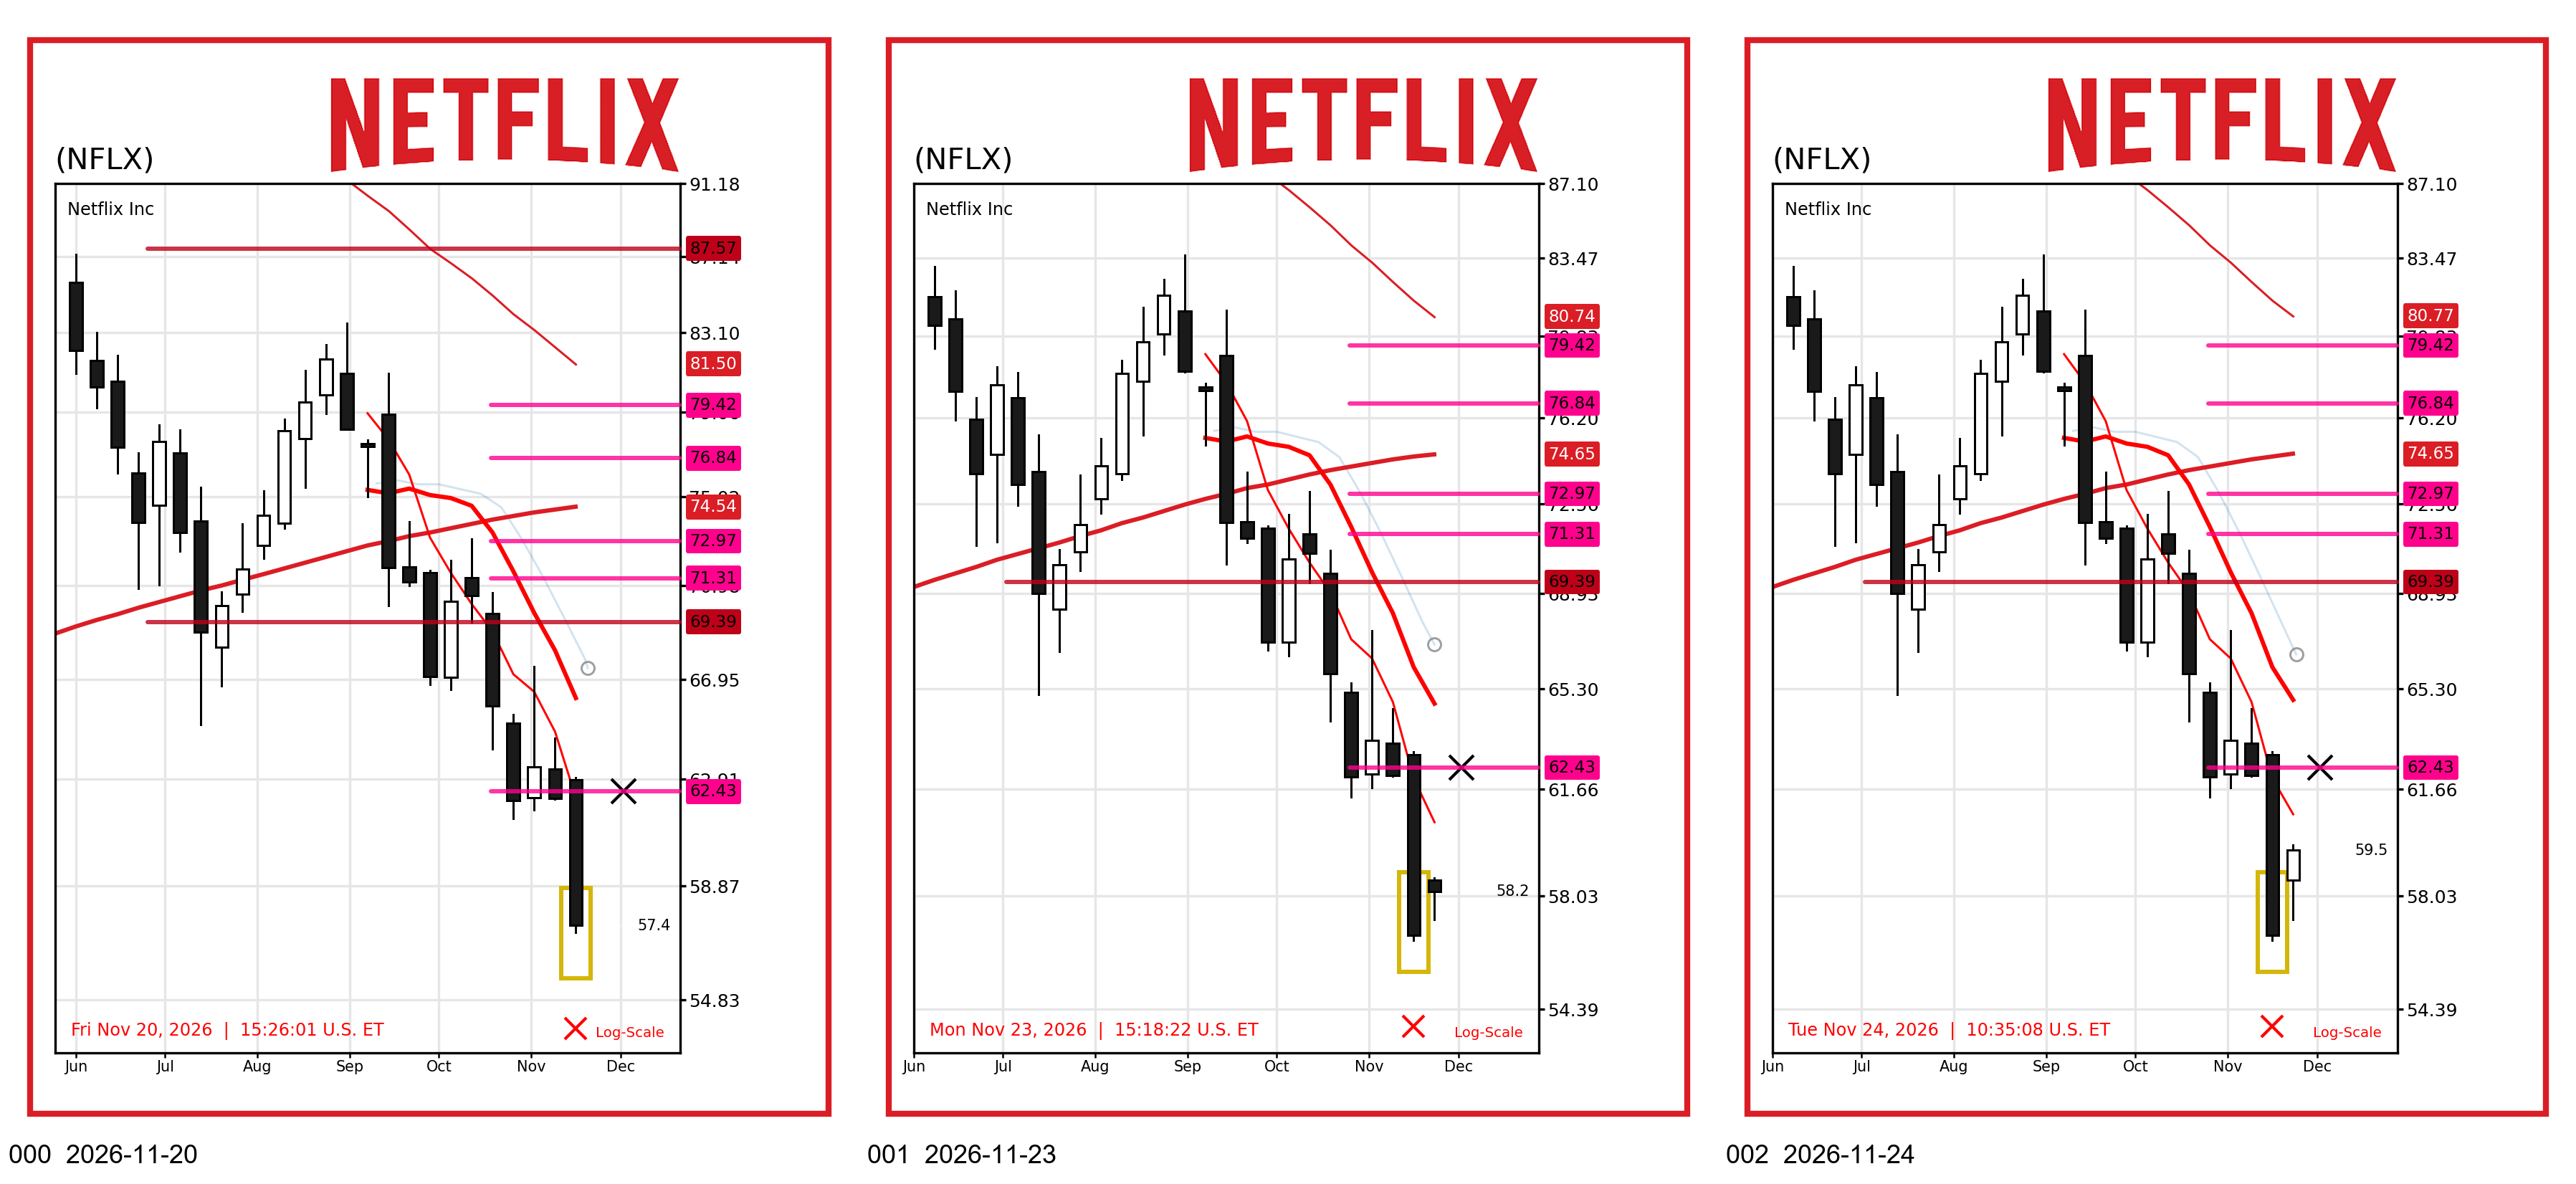 NETFLIX
(NFLX)
Netflix Inc
91.18
87.57
83.10
81.50
79.42
76.84
74.54
72.97
71.31
69.39
66.95
62.43
58.87
57.4
54.83
Fri Nov 20, 2026 | 15:26:01 U.S. ET
Log-Scale
Jun Jul Aug Sep Oct Nov Dec
000 2026-11-20
NETFLIX
(NFLX)
Netflix Inc
87.10
83.47
80.74
79.42
76.84
76.20
74.65
72.97
71.31
69.39
68.93
65.30
62.43
61.66
58.2
58.03
54.39
Mon Nov 23, 2026 | 15:18:22 U.S. ET
Log-Scale
Jun Jul Aug Sep Oct Nov Dec
001 2026-11-23
NETFLIX
(NFLX)
Netflix Inc
87.10
83.47
80.77
79.42
76.84
76.20
74.65
72.97
71.31
69.39
68.93
65.30
62.43
61.66
59.5
58.03
54.39
Tue Nov 24, 2026 | 10:35:08 U.S. ET
Log-Scale
Jun Jul Aug Sep Oct Nov Dec
002 2026-11-24